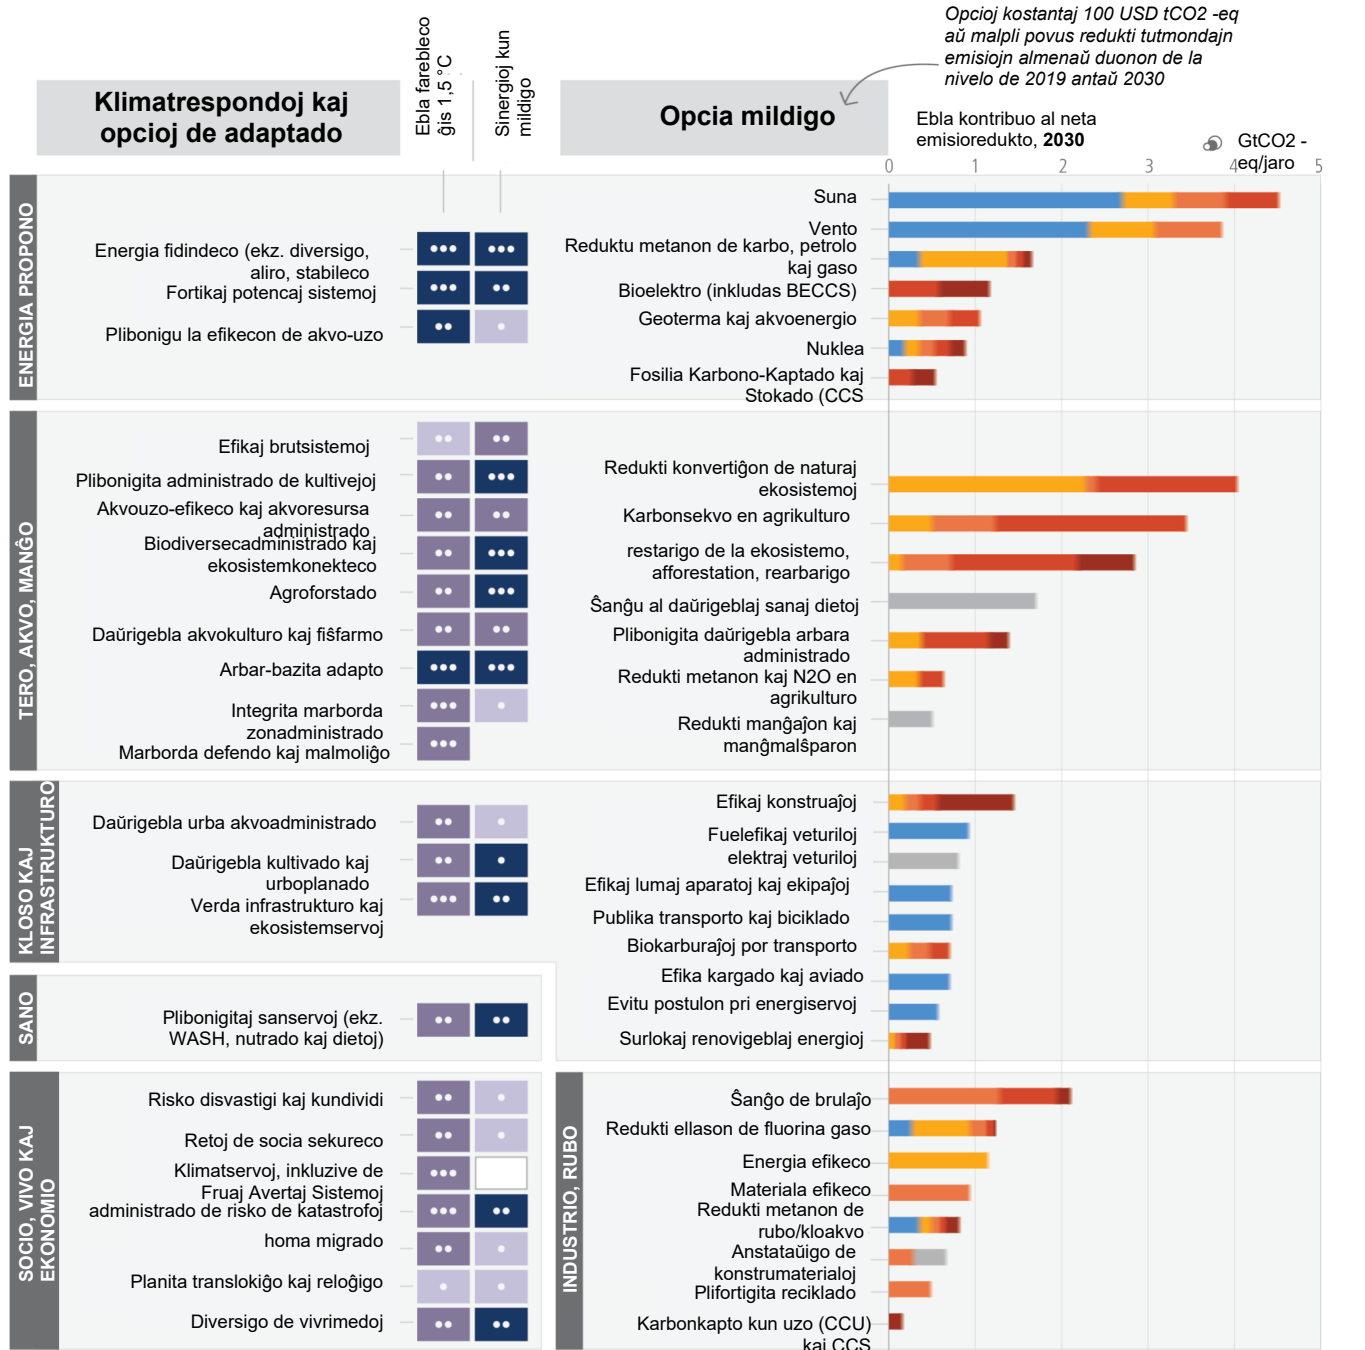 Opcioj kostantaj 100 USD tCO2 -eq
aŭ malpli povus redukti tutmondajn
emisiojn almenaŭ duonon de la
nivelo de 2019 antaŭ 2030
Klimatrespondoj kaj
opcioj de adaptado
Ebla farebleco
ĝis 1,5 °C
Sinergioj kun
mildigo
Opcia mildigo
Ebla kontribuo al neta
emisioredukto, 2030
GtCO2 -
eq/jaro
0 1 2 3 4 5
ENERGIA PROPONO
Energia fidindeco (ekz. diversigo,
aliro, stabileco
Fortikaj potencaj sistemoj
Plibonigu la efikecon de akvo-uzo
Suna
Vento
Reduktu metanon de karbo, petrolo
kaj gaso
Bioelektro (inkludas BECCS)
Geoterma kaj akvoenergio
Nuklea
Fosilia Karbono-Kaptado kaj
Stokado (CCS
TERO, AKVO, MANĜO
Efikaj brutsistemoj
Plibonigita administrado de kultivejoj
Akvouzo-efikeco kaj akvoresursa
administrado
Biodiversecadministrado kaj
ekosistemkonekteco
Agroforstado
Daŭrigebla akvokulturo kaj fiŝfarmo
Arbar-bazita adapto
Integrita marborda
zonadministrado
Marborda defendo kaj malmoliĝo
Redukti konvertiĝon de naturaj
ekosistemoj
Karbonsekvo en agrikulturo
restarigo de la ekosistemo,
afforestation, rearbarigo
Ŝanĝu al daŭrigeblaj sanaj dietoj
Plibonigita daŭrigebla arbara
administrado
Redukti metanon kaj N2O en
agrikulturo
Redukti manĝaĵon kaj
manĝmalŝparon
KLOSO KAJ
INFRASTRUKTURO
Daŭrigebla urba akvoadministrado
Daŭrigebla kultivado kaj
urboplanado
Verda infrastrukturo kaj
ekosistemservoj
Efikaj konstruaĵoj
Fuelefikaj veturiloj
elektraj veturiloj
Efikaj lumaj aparatoj kaj ekipaĵoj
Publika transporto kaj biciklado
Biokarburaĵoj por transporto
Efika kargado kaj aviado
Evitu postulon pri energiservoj
Surlokaj renovigeblaj energioj
SANO
Plibonigitaj sanservoj (ekz.
WASH, nutrado kaj dietoj)
SOCIO, VIVO KAJ
EKONOMIO
Risko disvastigi kaj kundividi
Retoj de socia sekureco
Klimatservoj, inkluzive de
Fruaj Avertaj Sistemoj
administrado de risko de katastrofoj
homa migrado
Planita translokiĝo kaj reloĝigo
Diversigo de vivrimedoj
INDUSTRIO, RUBO
Ŝanĝo de brulaĵo
Redukti ellason de fluorina gaso
Energia efikeco
Materiala efikeco
Redukti metanon de
rubo/kloakvo
Anstataŭigo de
konstrumaterialoj
Plifortigita reciklado
Karbonkapto kun uzo (CCU)
kaj CCS